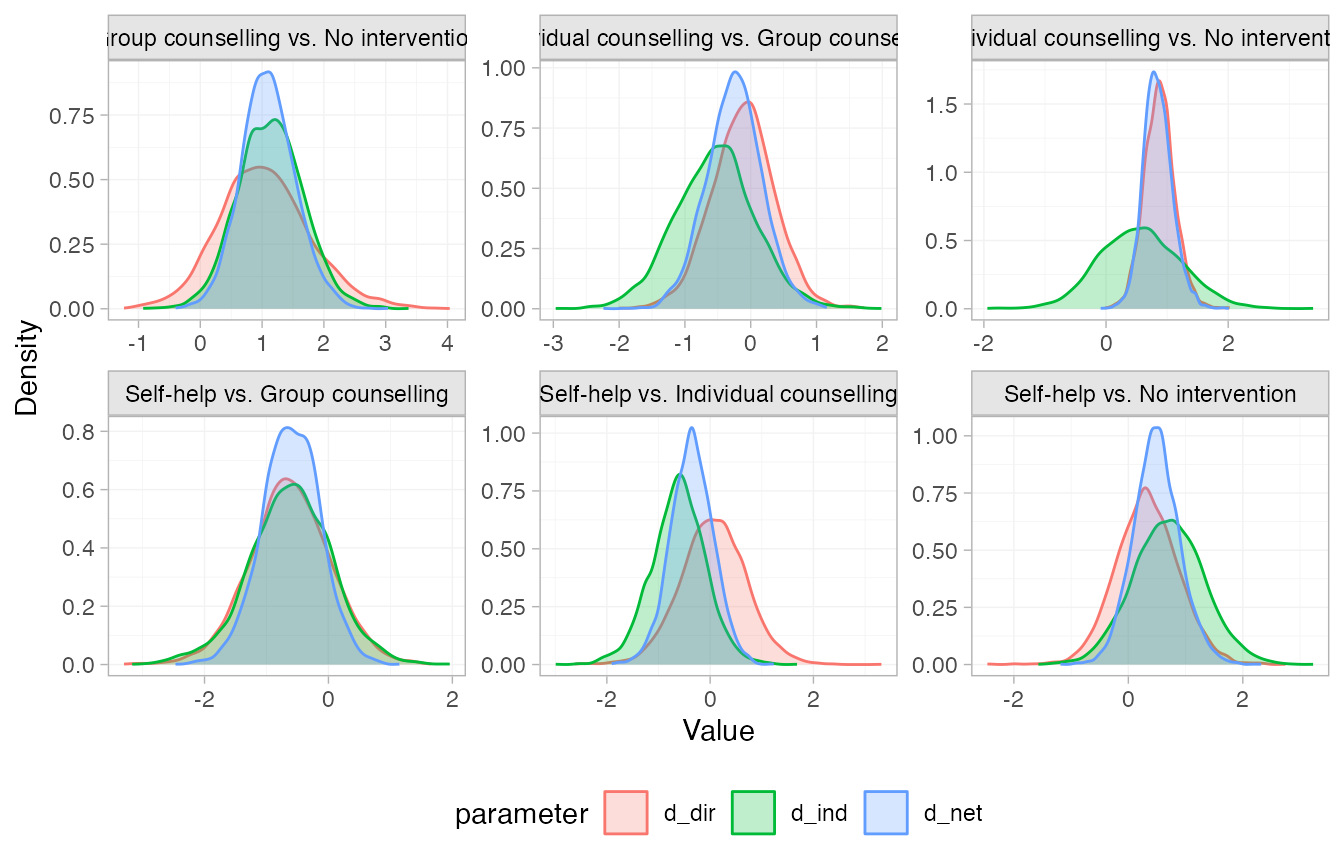 Group counselling vs. No interventio
vidual counselling vs. Group counse
ividual counselling vs. No intervent
0.75
0.50
0.25
0.00
-1 0 1 2 3 4
1.00
0.75
0.50
0.25
0.00
-3 -2 -1 0 1 2
1.5
1.0
0.5
0.0
-2 0 2
Density
Self-help vs. Group counselling
Self-help vs. Individual counselling
Self-help vs. No intervention
0.8
0.6
0.4
0.2
0.0
-2 0 2
1.00
0.75
0.50
0.25
0.00
-2 0 2
1.00
0.75
0.50
0.25
0.00
-2 0 2
Value
parameter d_dir d_ind d_net